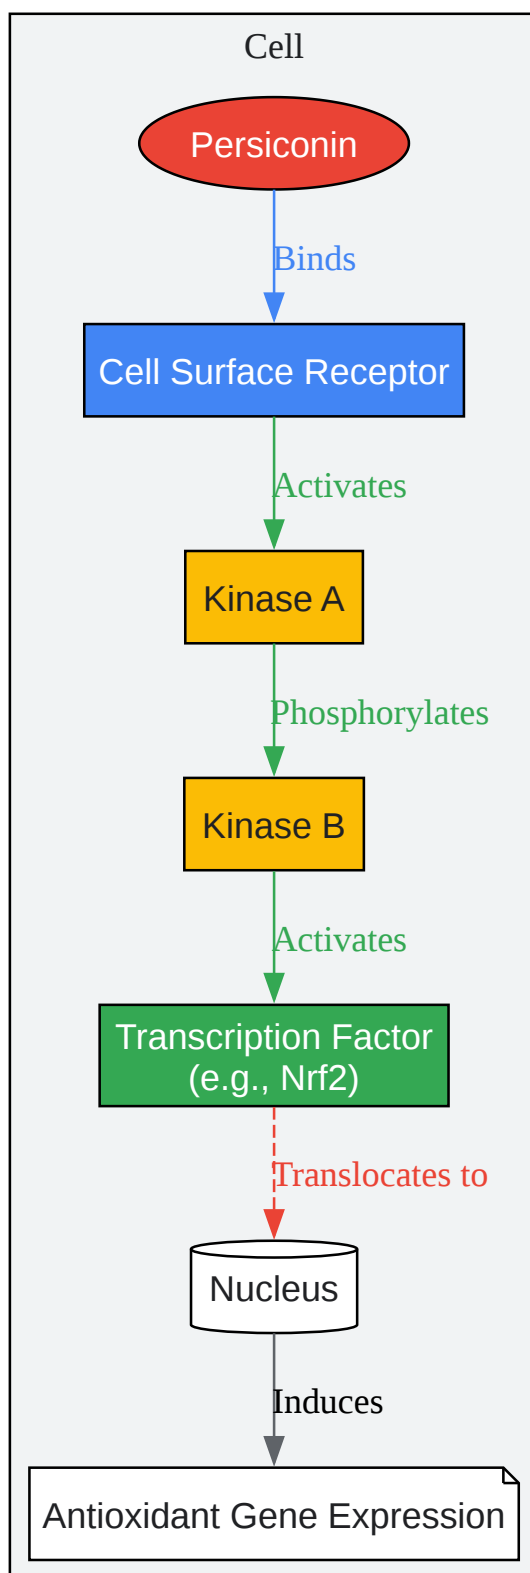 Cell
Persiconin
Binds
Cell Surface Receptor
Activates
Kinase A
Phosphorylates
Kinase B
Activates
Transcription Factor
(e.g., Nrf2)
Translocates to
Nucleus
Induces
Antioxidant Gene Expression